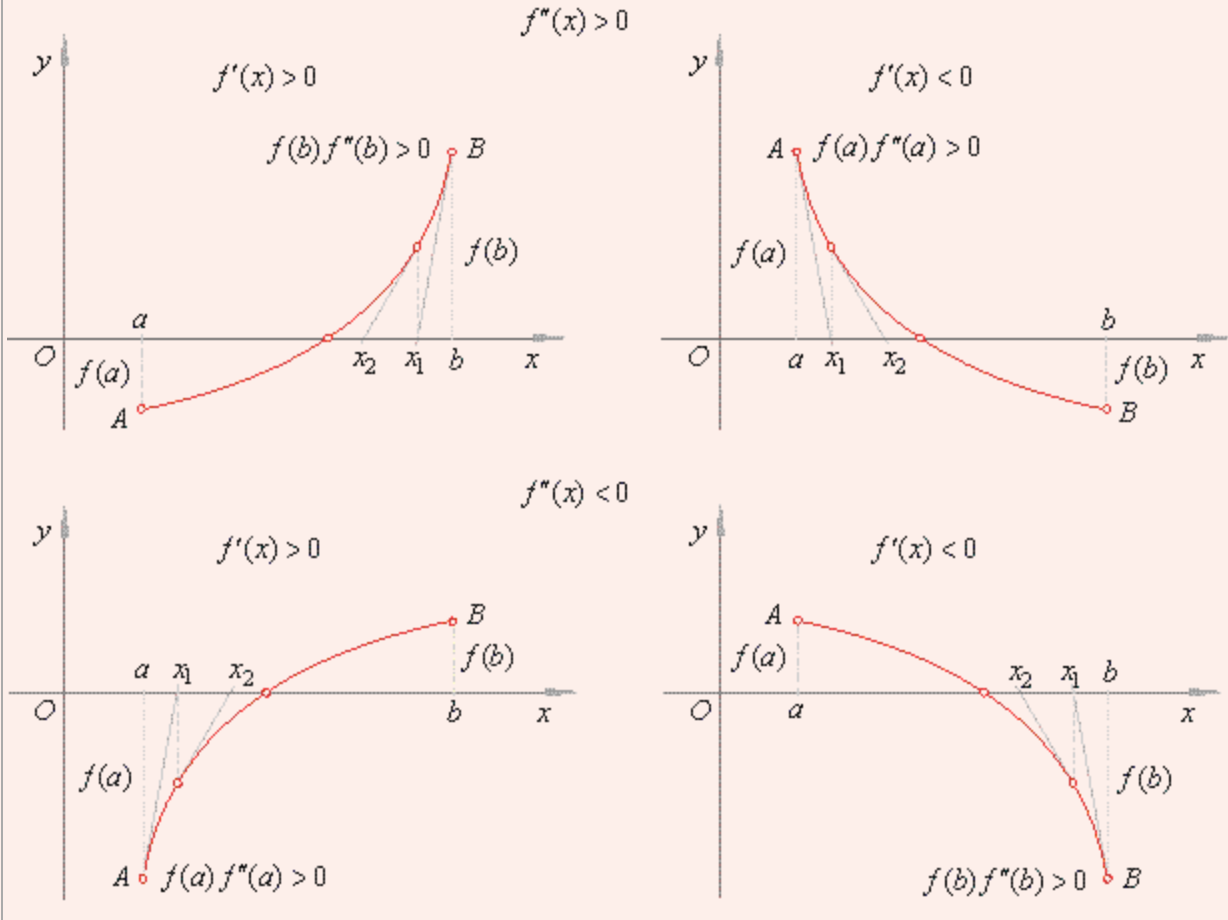 f"(x) > 0
y
f'(x) > 0
f(b)f"(b) > 0
B
f(b)
a
O
x₂
x₁
b
x
f(a)
A
y
f'(x) < 0
A
f(a)f"(a) > 0
f(a)
b
O
a
x₁
x₂
x
f(b)
B
f"(x) < 0
y
f'(x) > 0
B
f(b)
a
x₁
x₂
O
b
x
f(a)
A
f(a)f"(a) > 0
y
f'(x) < 0
A
f(a)
x₂
x₁
b
O
a
x
f(b)
f(b)f"(b) > 0
B